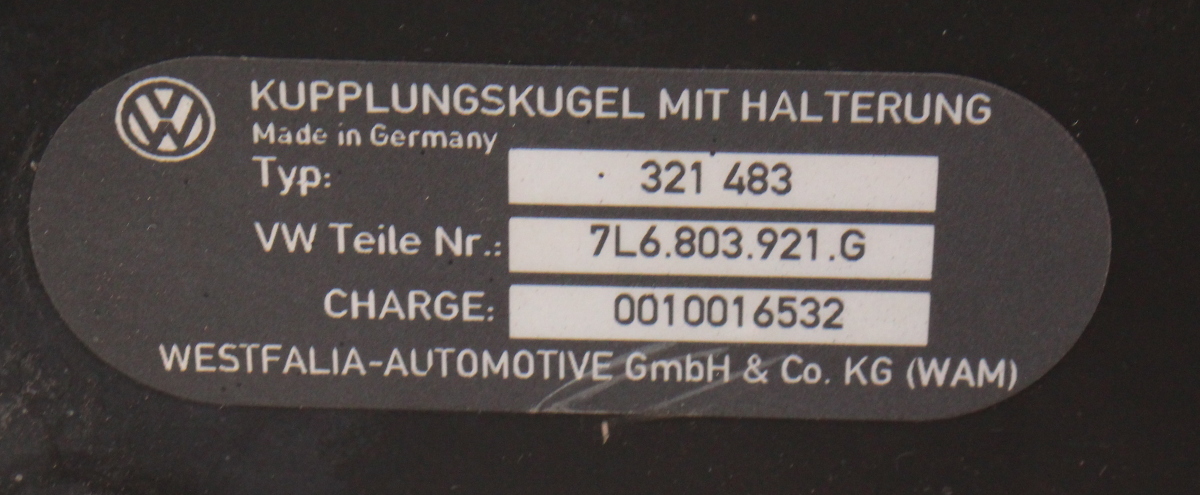 KUPPLUNGSKUGEL MIT HALTERUNG
Made in Germany
Typ: 321 483
VW Teile Nr.: 7L6.803.921.G
CHARGE: 0010016532
WESTFALIA-AUTOMOTIVE GmbH & Co. KG (WAM)